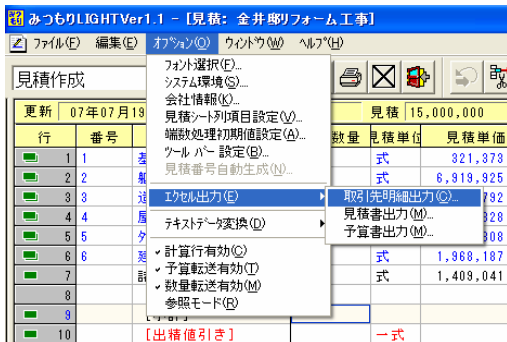 みつもりLIGHTVer1.1 - [見積: 金井邸リフォーム工事]
ファイル(F) 編集(E) オプション(O) ウィンドウ(W) ヘルプ(H)
見積作成
フォント選択(F)...
システム環境(S)...
会社情報(K)...
見積シート列項目設定(V)...
端数処理初期値設定(A)...
ツール バー 設定(B)...
見積番号自動生成(N)...
エクセル出力(E)
テキストデータ変換(D)
計算行有効(C)
予算転送有効(T)
数量転送有効(M)
参照モード(R)
取引先明細出力(C)...
見積書出力(M)...
予算書出力(M)...
更新 07年07月19 見積 15,000,000
行 番号 数量 見積単位 見積単価
1 1 式 321,373
2 2 式 6,919,925
3 3 792
4 4 328
5 5 308
6 6 式 1,968,187
7 式 1,409,041
8
9
10 [出精値引き] 一式